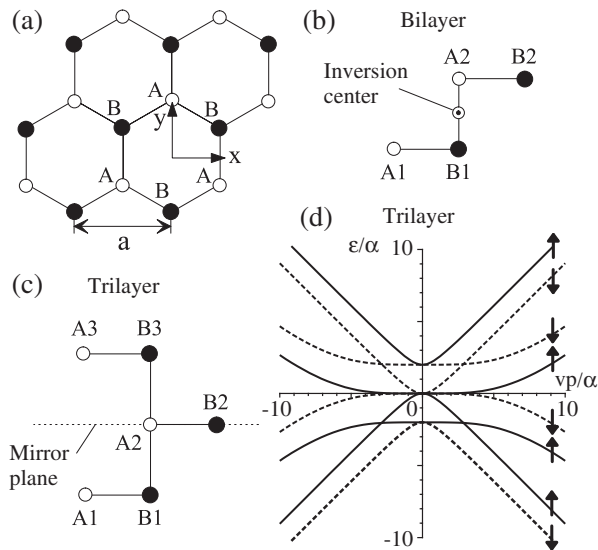 (a)
A
B
B
y
x
A
B
A
a
(b) Bilayer
A2 B2
Inversion
center
A1 B1
(c) Trilayer
A3 B3
B2
A2
Mirror
plane
A1 B1
(d) Trilayer
ε/α
10
vp/α
-10
0
10
-10